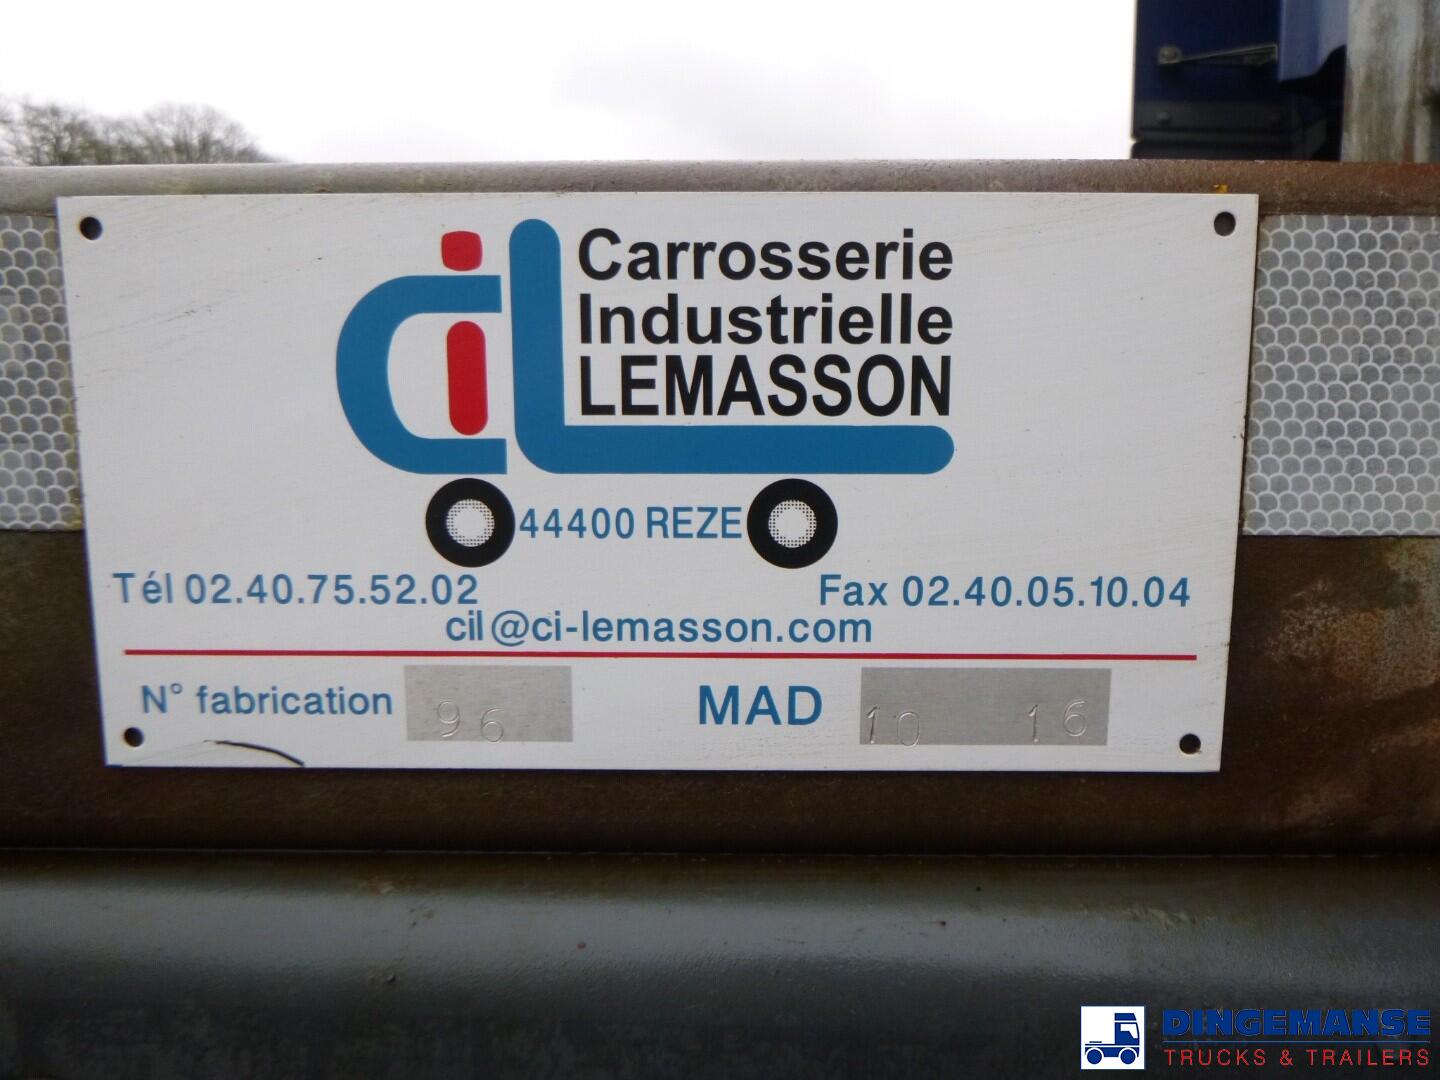 CiL
Carrosserie
Industrielle
LEMASSON
44400 REZE
Tél 02.40.75.52.02
Fax 02.40.05.10.04
cil@ci-lemasson.com
N° fabrication 96
MAD 10 16
DINGEMANSE
TRUCKS & TRAILERS